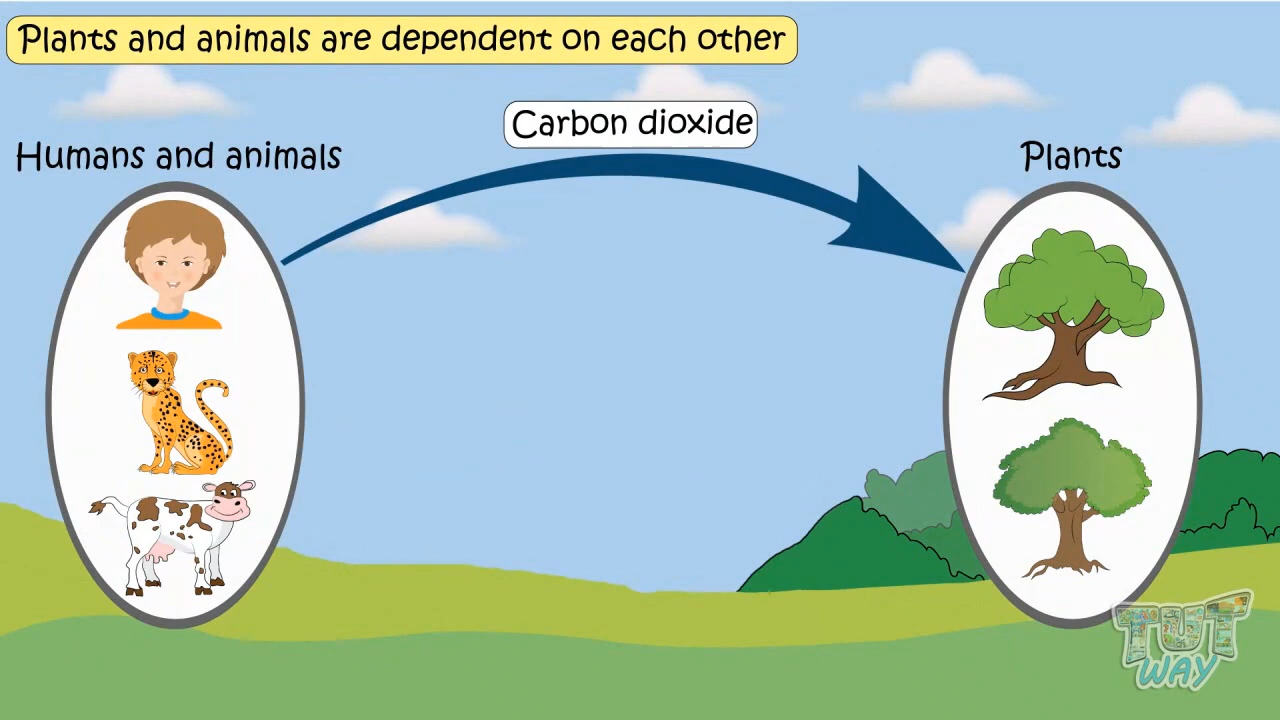 Plants and animals are dependent on each other
Carbon dioxide
Humans and animals
Plants
TUT
WAY